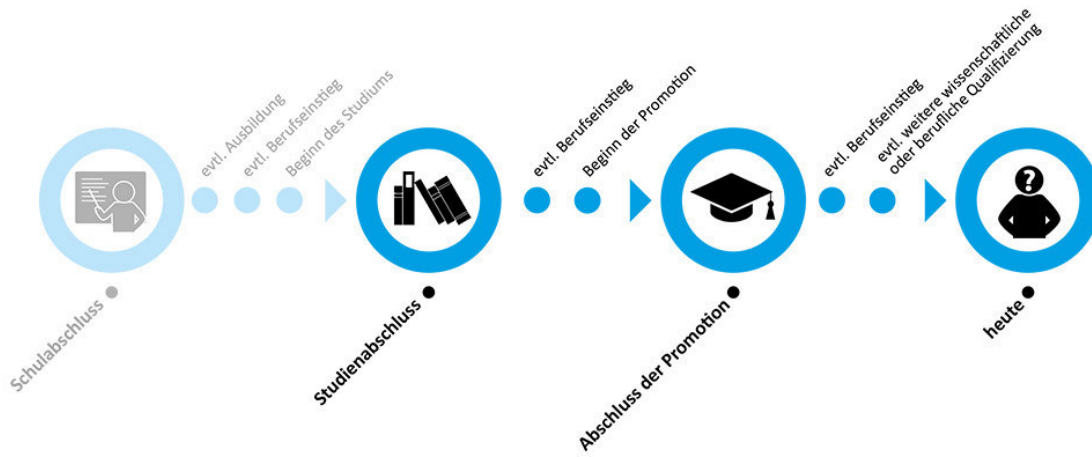 evtl. Ausbildung
evtl. Berufseinstieg
Beginn des Studiums
evtl. Berufseinstieg
Beginn der Promotion
evtl. Berufseinstieg
evtl. weitere wissenschaftliche
oder berufliche Qualifizierung
?
Schulabschluss
Studienabschluss
Abschluss der Promotion
heute